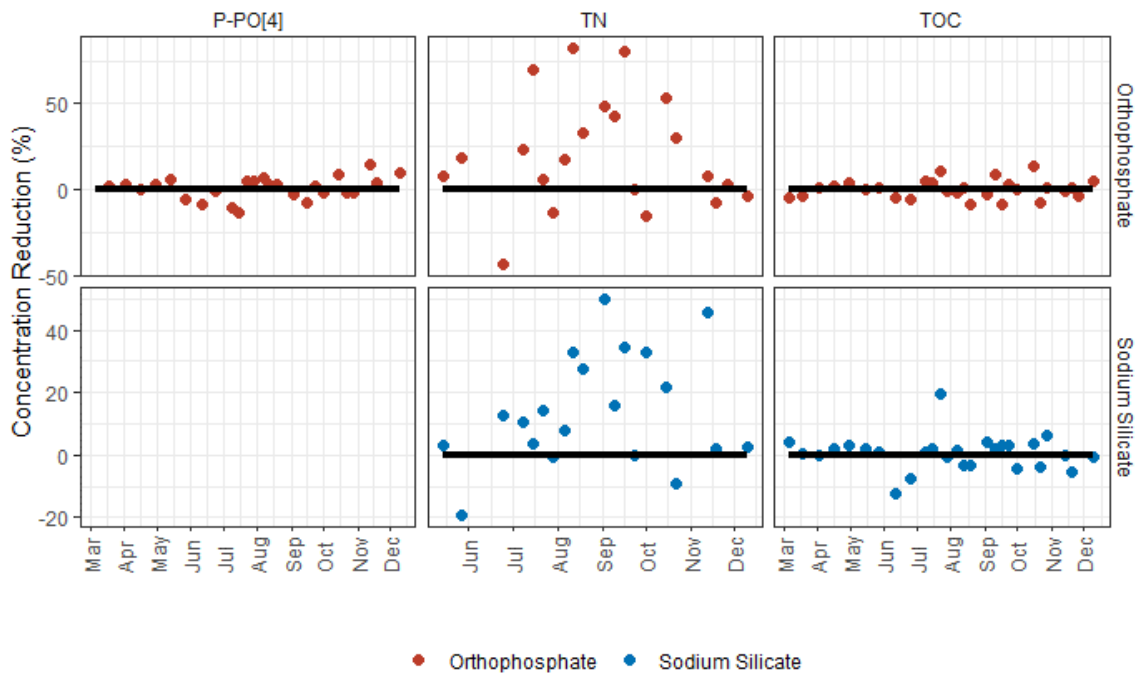 P-PO[4] TN TOC
Concentration Reduction (%)
50
0
-50
Orthophosphate
40
20
0
-20
Sodium Silicate
Mar Apr May Jun Jul Aug Sep Oct Nov Dec
Jun Jul Aug Sep Oct Nov Dec
Mar Apr May Jun Jul Aug Sep Oct Nov Dec
Orthophosphate Sodium Silicate